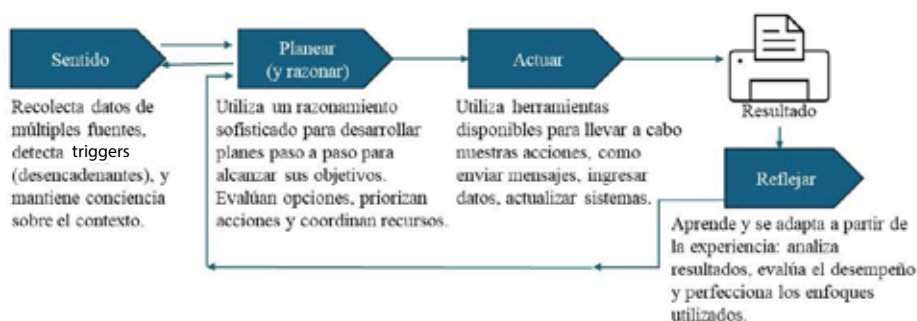 Sentido
Recolecta datos de
múltiples fuentes,
detecta triggers
(desencadenantes), y
mantiene conciencia
sobre el contexto.
Planear
(y razonar)
Utiliza un razonamiento
sofisticado para desarrollar
planes paso a paso para
alcanzar sus objetivos.
Evalúan opciones, priorizan
acciones y coordinan recursos.
Actuar
Utiliza herramientas
disponibles para llevar a cabo
nuestras acciones, como
enviar mensajes, ingresar
datos, actualizar sistemas.
Resultado
Reflejar
Aprende y se adapta a partir de
la experiencia: analiza
resultados, evalúa el desempeño
y perfecciona los enfoques
utilizados.